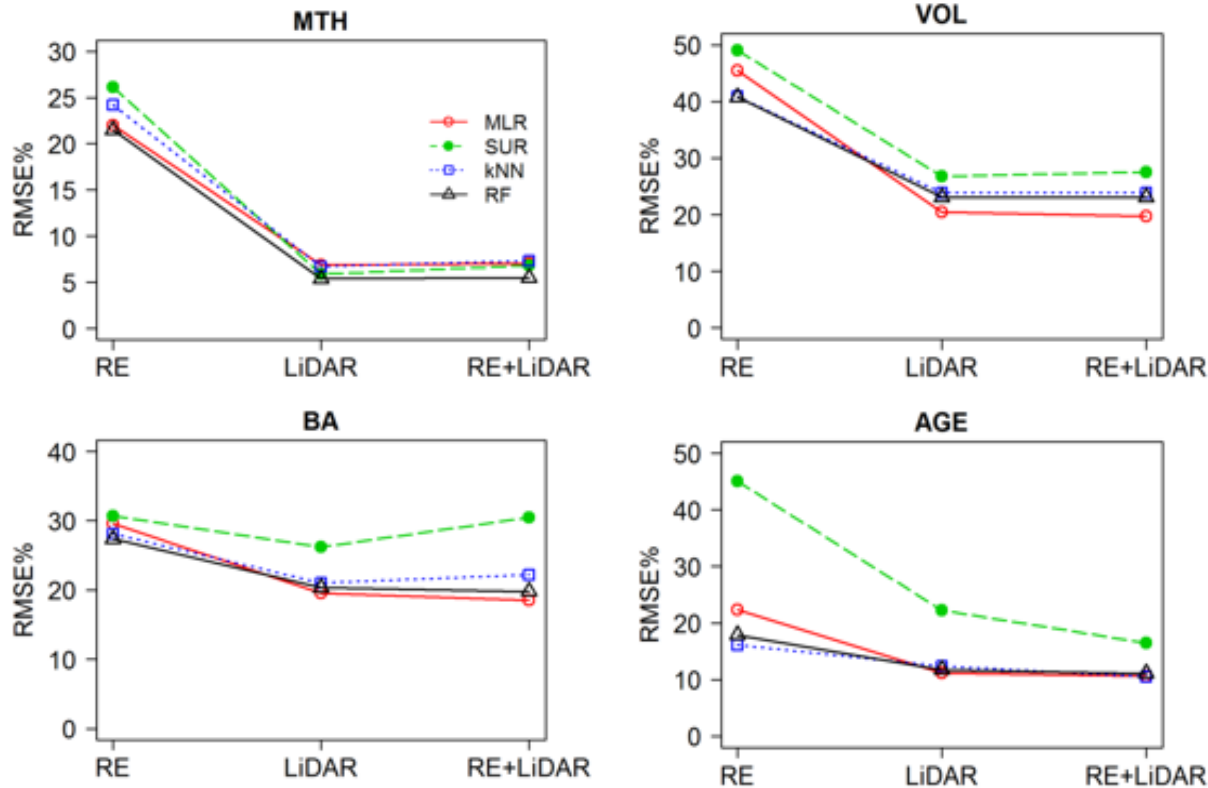 MTH
RMSE%
30
25
20
15
10
5
0
MLR
SUR
kNN
RF
RE
LiDAR
RE+LiDAR
VOL
RMSE%
50
40
30
20
10
0
RE
LiDAR
RE+LiDAR
BA
RMSE%
40
30
20
10
0
RE
LiDAR
RE+LiDAR
AGE
RMSE%
50
40
30
20
10
0
RE
LiDAR
RE+LiDAR